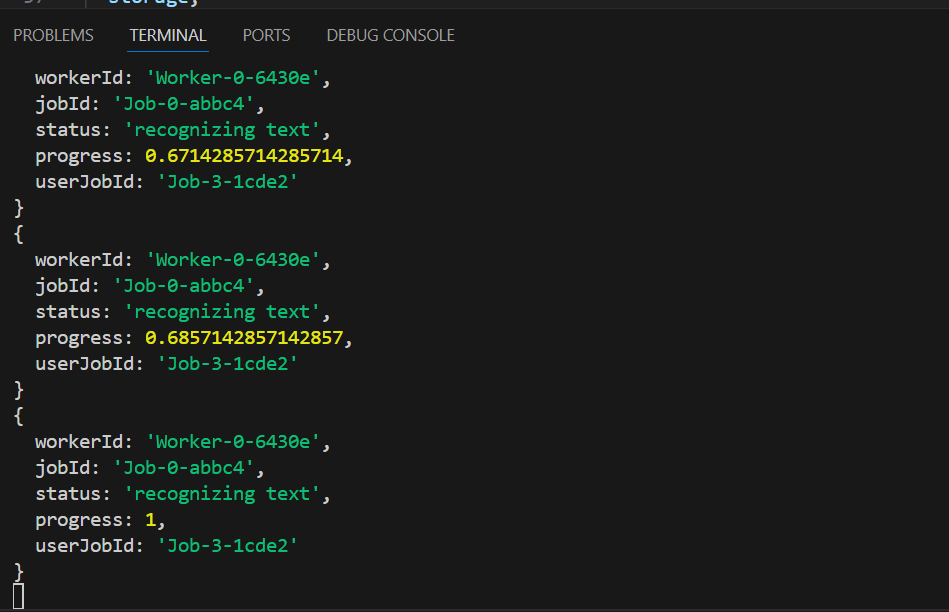 storage;
PROBLEMS TERMINAL PORTS DEBUG CONSOLE
workerId: 'Worker-0-6430e',
jobId: 'Job-0-abbc4',
status: 'recognizing text',
progress: 0.6714285714285714,
userJobId: 'Job-3-1cde2'
}
{
workerId: 'Worker-0-6430e',
jobId: 'Job-0-abbc4',
status: 'recognizing text',
progress: 0.6857142857142857,
userJobId: 'Job-3-1cde2'
}
{
workerId: 'Worker-0-6430e',
jobId: 'Job-0-abbc4',
status: 'recognizing text',
progress: 1,
userJobId: 'Job-3-1cde2'
}